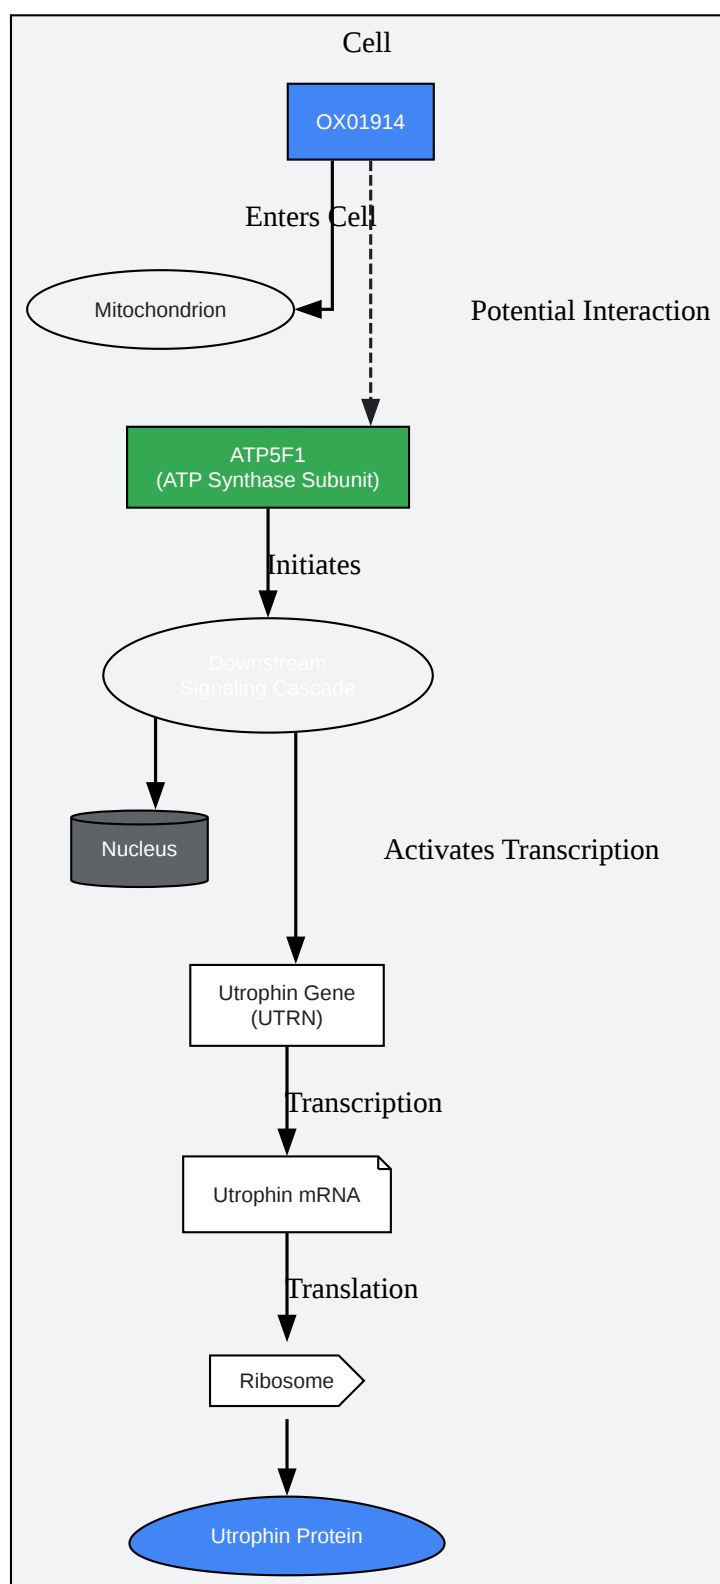 Cell
OX01914
Enters Cell
Mitochondrion
Potential Interaction
ATP5F1
(ATP Synthase Subunit)
Initiates
Downstream
Signaling Cascade
Nucleus
Activates Transcription
Utrophin Gene
(UTRN)
Transcription
Utrophin mRNA
Translation
Ribosome
Utrophin Protein